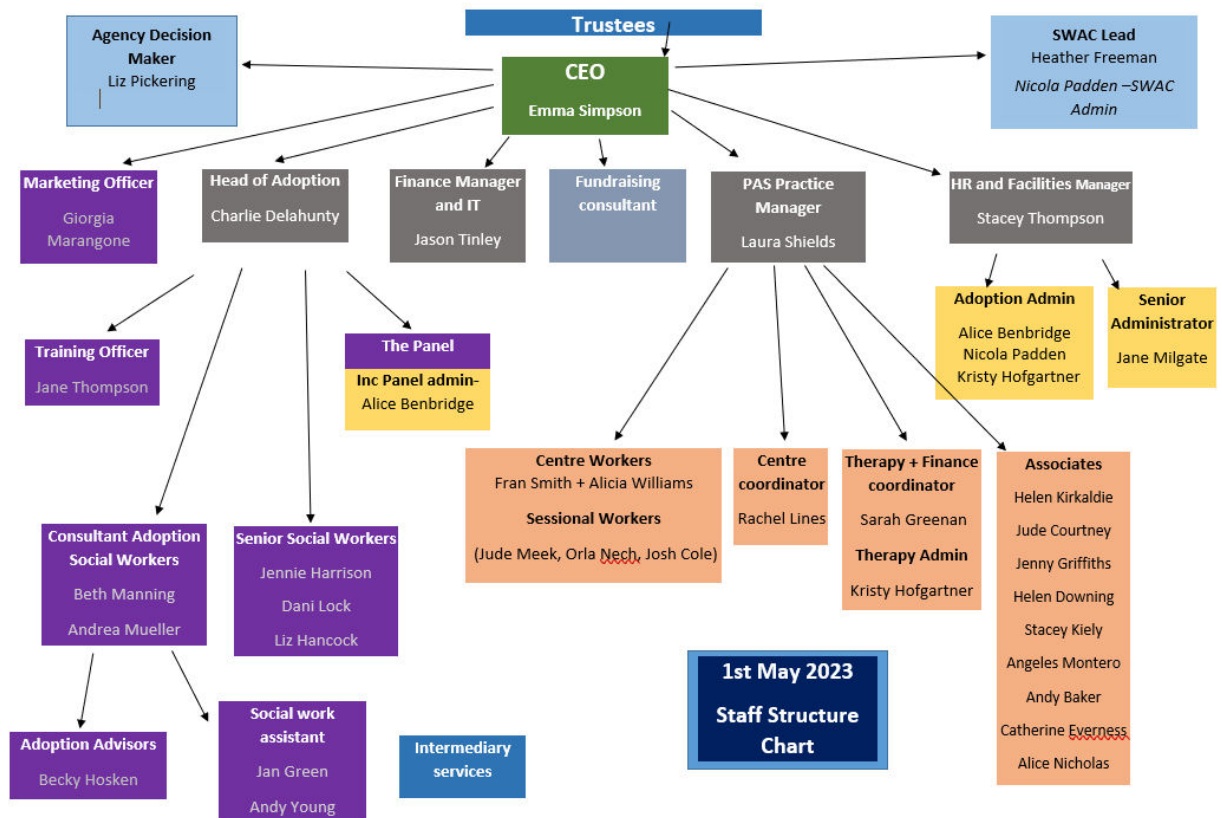 Trustees
Agency Decision
Maker
Liz Pickering
CEO
Emma Simpson
SWAC Lead
Heather Freeman
Nicola Padden –SWAC
Admin
Marketing Officer
Giorgia
Marangone
Head of Adoption
Charlie Delahunty
Finance Manager
and IT
Jason Tinley
Fundraising
consultant
PAS Practice
Manager
Laura Shields
HR and Facilities Manager
Stacey Thompson
Training Officer
Jane Thompson
The Panel
Inc Panel admin-
Alice Benbridge
Adoption Admin
Alice Benbridge
Nicola Padden
Kristy Hofgartner
Senior
Administrator
Jane Milgate
Centre Workers
Fran Smith + Alicia Williams
Sessional Workers
(Jude Meek, Orla Nech, Josh Cole)
Centre
coordinator
Rachel Lines
Therapy + Finance
coordinator
Sarah Greenan
Therapy Admin
Kristy Hofgartner
Associates
Helen Kirkaldie
Jude Courtney
Jenny Griffiths
Helen Downing
Stacey Kiely
Angeles Montero
Andy Baker
Catherine Everness
Alice Nicholas
Consultant Adoption
Social Workers
Beth Manning
Andrea Mueller
Senior Social Workers
Jennie Harrison
Dani Lock
Liz Hancock
Adoption Advisors
Becky Hosken
Social work
assistant
Jan Green
Andy Young
Intermediary
services
1st May 2023
Staff Structure
Chart